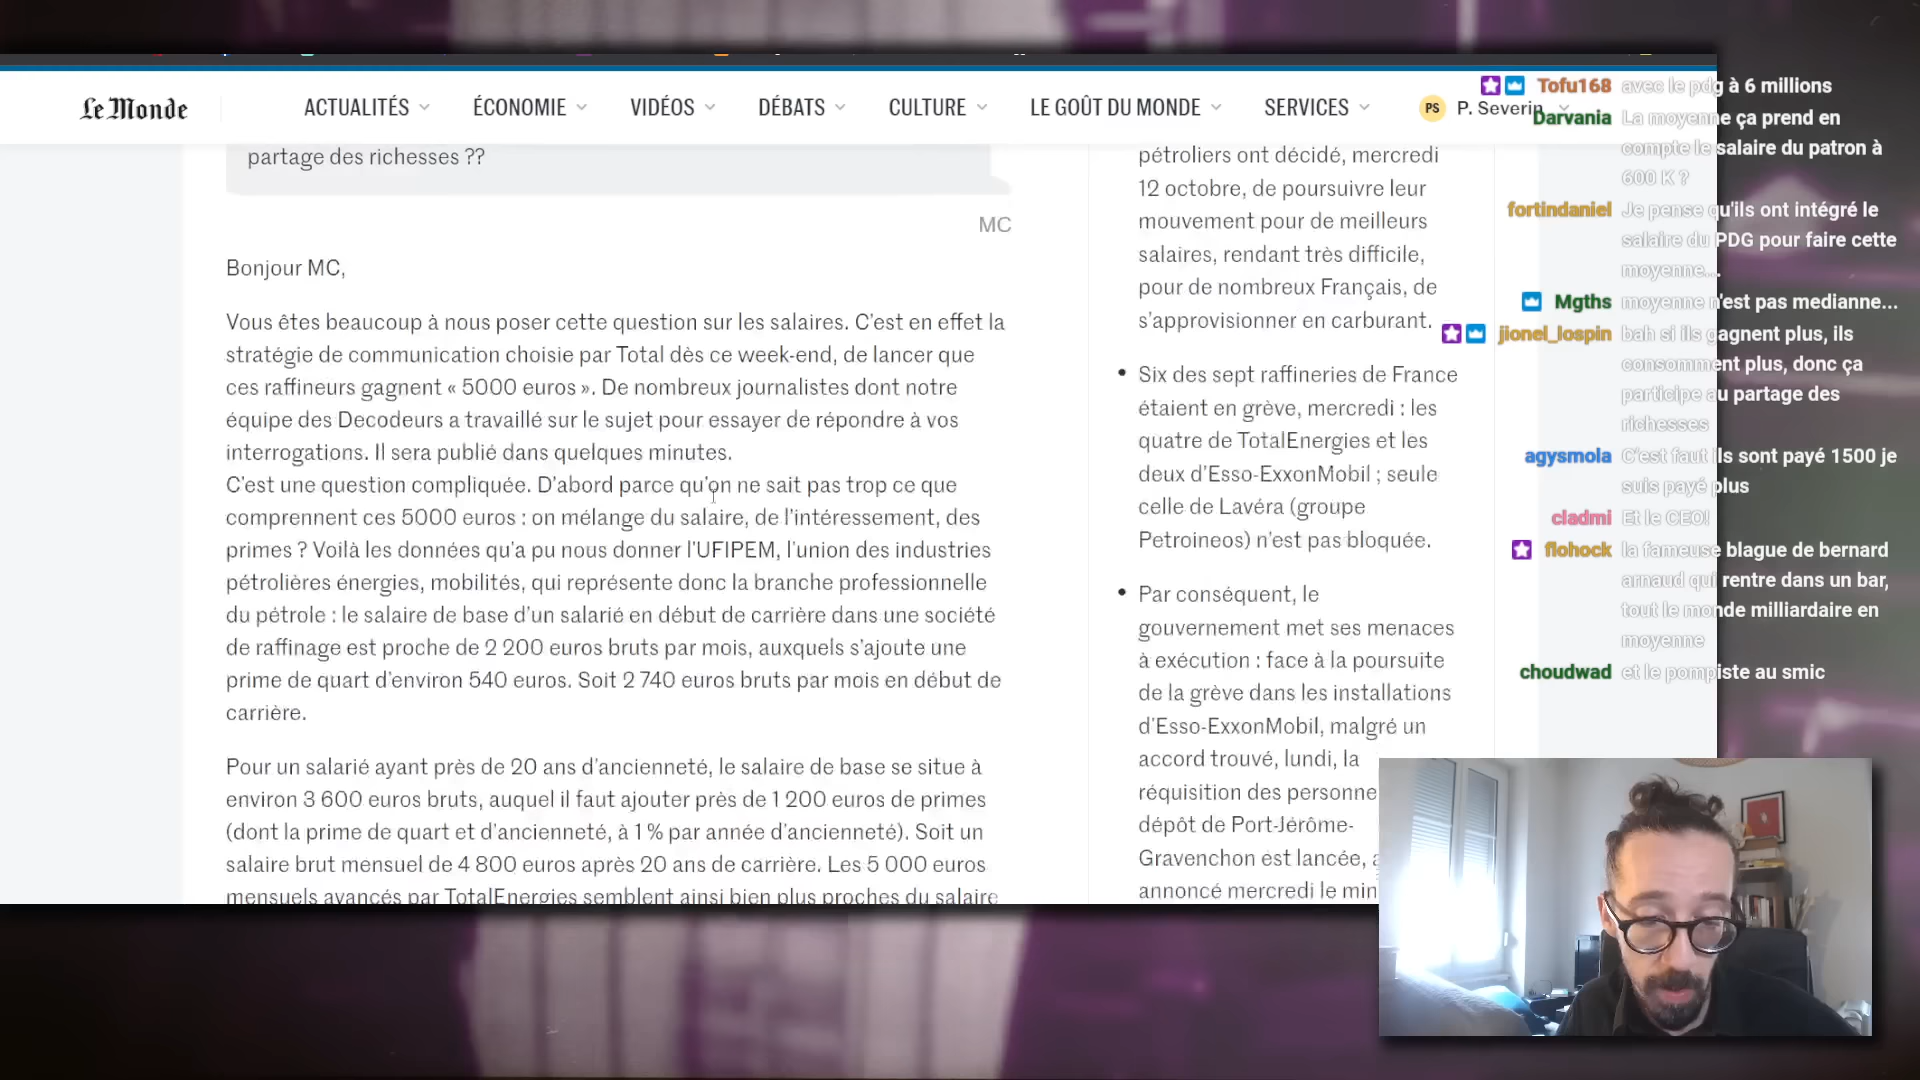 Le Monde
ACTUALITÉS
ÉCONOMIE
VIDÉOS
DÉBATS
CULTURE
LE GOÛT DU MONDE
SERVICES
PS
P. Severin
partage des richesses ??
MC
Bonjour MC,
Vous êtes beaucoup à nous poser cette question sur les salaires. C'est en effet la
stratégie de communication choisie par Total dès ce week-end, de lancer que
ces raffineurs gagnent « 5000 euros ». De nombreux journalistes dont notre
équipe des Decodeurs a travaillé sur le sujet pour essayer de répondre à vos
interrogations. Il sera publié dans quelques minutes.
C'est une question compliquée. D'abord parce qu'on ne sait pas trop ce que
comprennent ces 5000 euros : on mélange du salaire, de l'intéressement, des
primes ? Voilà les données qu'a pu nous donner l'UFIPEM, l'union des industries
pétrolières énergies, mobilités, qui représente donc la branche professionnelle
du pétrole : le salaire de base d'un salarié en début de carrière dans une société
de raffinage est proche de 2 200 euros bruts par mois, auxquels s'ajoute une
prime de quart d'environ 540 euros. Soit 2 740 euros bruts par mois en début de
carrière.
Pour un salarié ayant près de 20 ans d'ancienneté, le salaire de base se situe à
environ 3 600 euros bruts, auquel il faut ajouter près de 1 200 euros de primes
(dont la prime de quart et d'ancienneté, à 1 % par année d'ancienneté). Soit un
salaire brut mensuel de 4 800 euros après 20 ans de carrière. Les 5 000 euros
mensuels avancés par TotalEnergies semblent ainsi bien plus proches du salaire
pétroliers ont décidé, mercredi
12 octobre, de poursuivre leur
mouvement pour de meilleurs
salaires, rendant très difficile,
pour de nombreux Français, de
s'approvisionner en carburant.
• Six des sept raffineries de France
étaient en grève, mercredi : les
quatre de TotalEnergies et les
deux d'Esso-ExxonMobil ; seule
celle de Lavéra (groupe
Petroineos) n'est pas bloquée.
• Par conséquent, le
gouvernement met ses menaces
à exécution : face à la poursuite
de la grève dans les installations
d'Esso-ExxonMobil, malgré un
accord trouvé, lundi, la
réquisition des personne
dépôt de Port-Jérôme-
Gravenchon est lancée,
annoncé mercredi le min
Tofu168 avec le pdg à 6 millions
Darvania La moyenne ça prend en
compte le salaire du patron à
600 K ?
fortindaniel Je pense qu'ils ont intégré le
salaire du PDG pour faire cette
moyenne...
Mgths moyenne n'est pas medianne...
jionel_lospin bah si ils gagnent plus, ils
consomment plus, donc ça
participe au partage des
richesses
agysmola C'est faut ils sont payé 1500 je
suis payé plus
cladmi Et le CEO!
flohock la fameuse blague de bernard
arnaud qui rentre dans un bar,
tout le monde milliardaire en
moyenne
choudwad et le pompiste au smic